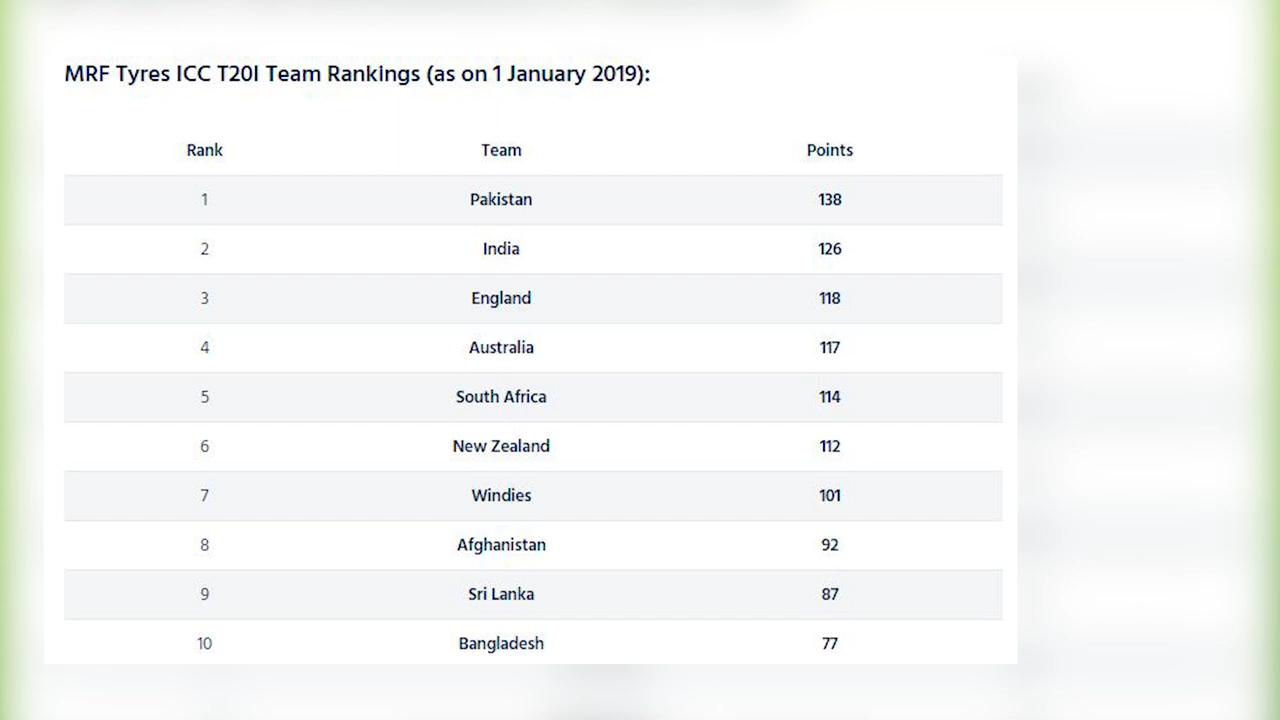 MRF Tyres ICC T20I Team Rankings (as on 1 January 2019):
Rank Team Points
1 Pakistan 138
2 India 126
3 England 118
4 Australia 117
5 South Africa 114
6 New Zealand 112
7 Windies 101
8 Afghanistan 92
9 Sri Lanka 87
10 Bangladesh 77